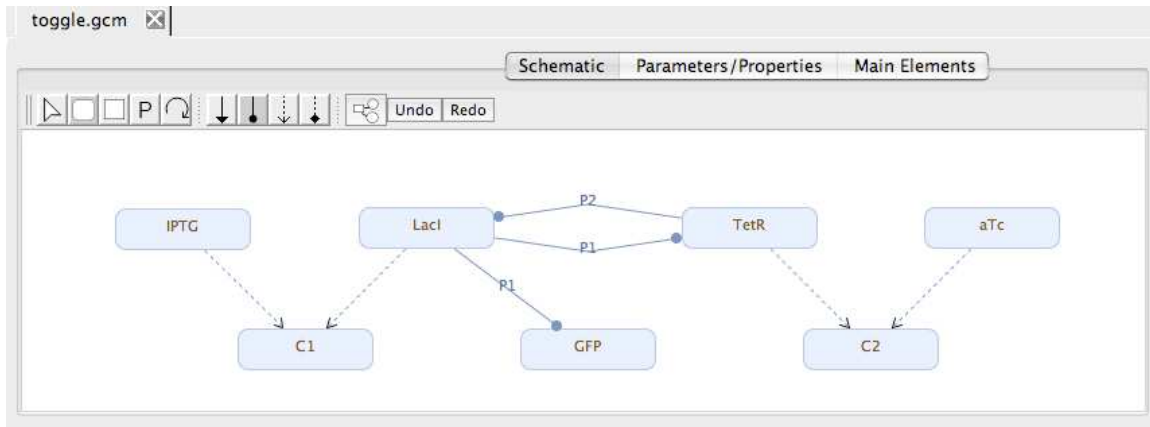 toggle.gcm
Schematic Parameters/Properties Main Elements
P Undo Redo
P2
IPTG LacI TetR aTc
P1
P1
C1 GFP C2